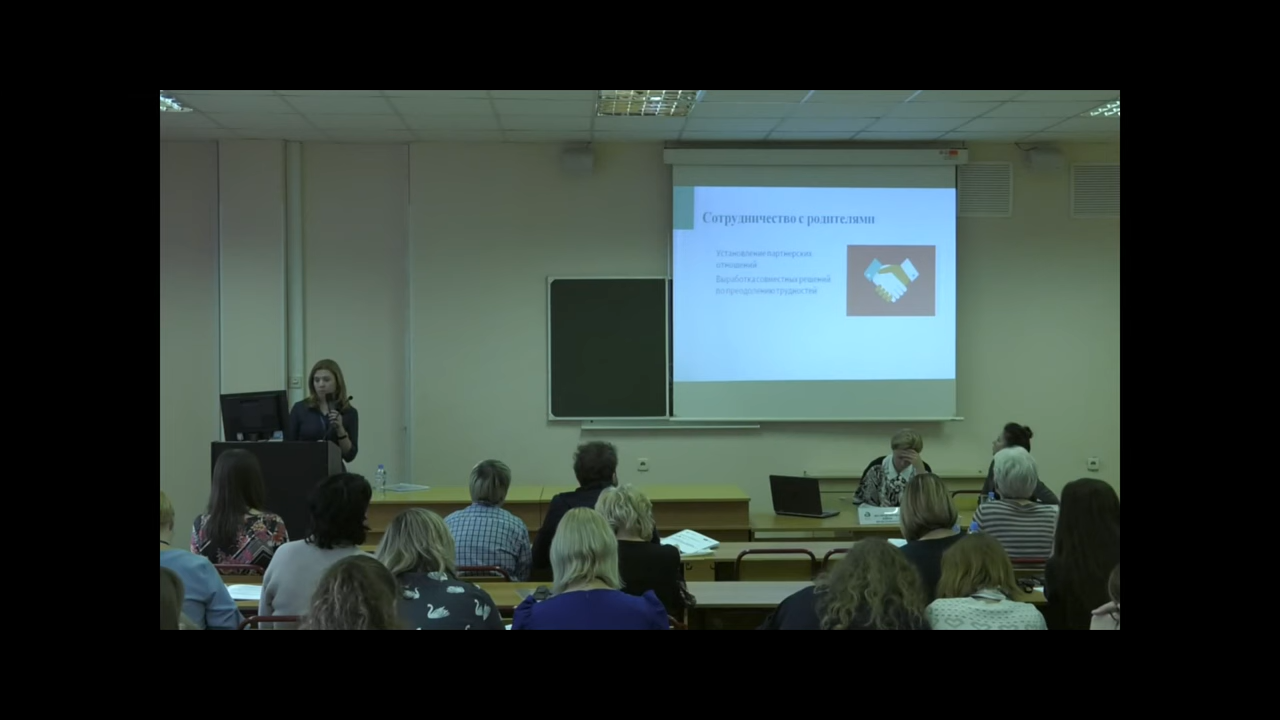 Сотрудничество с родителями
Установление партнерских
отношений
Выработка совместных решений
по преодолению трудностей